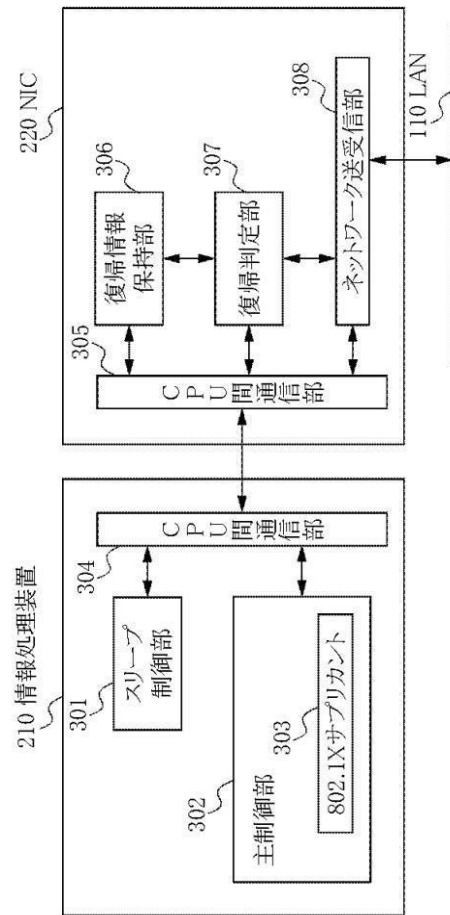 210 情報処理装置
301
スリープ
制御部
302
主制御部
303
802.1Xサプリカント
304
CPU間通信部
220 NIC
305
CPU間通信部
306
復帰情報
保持部
307
復帰判定部
308
ネットワーク送受信部
110 LAN